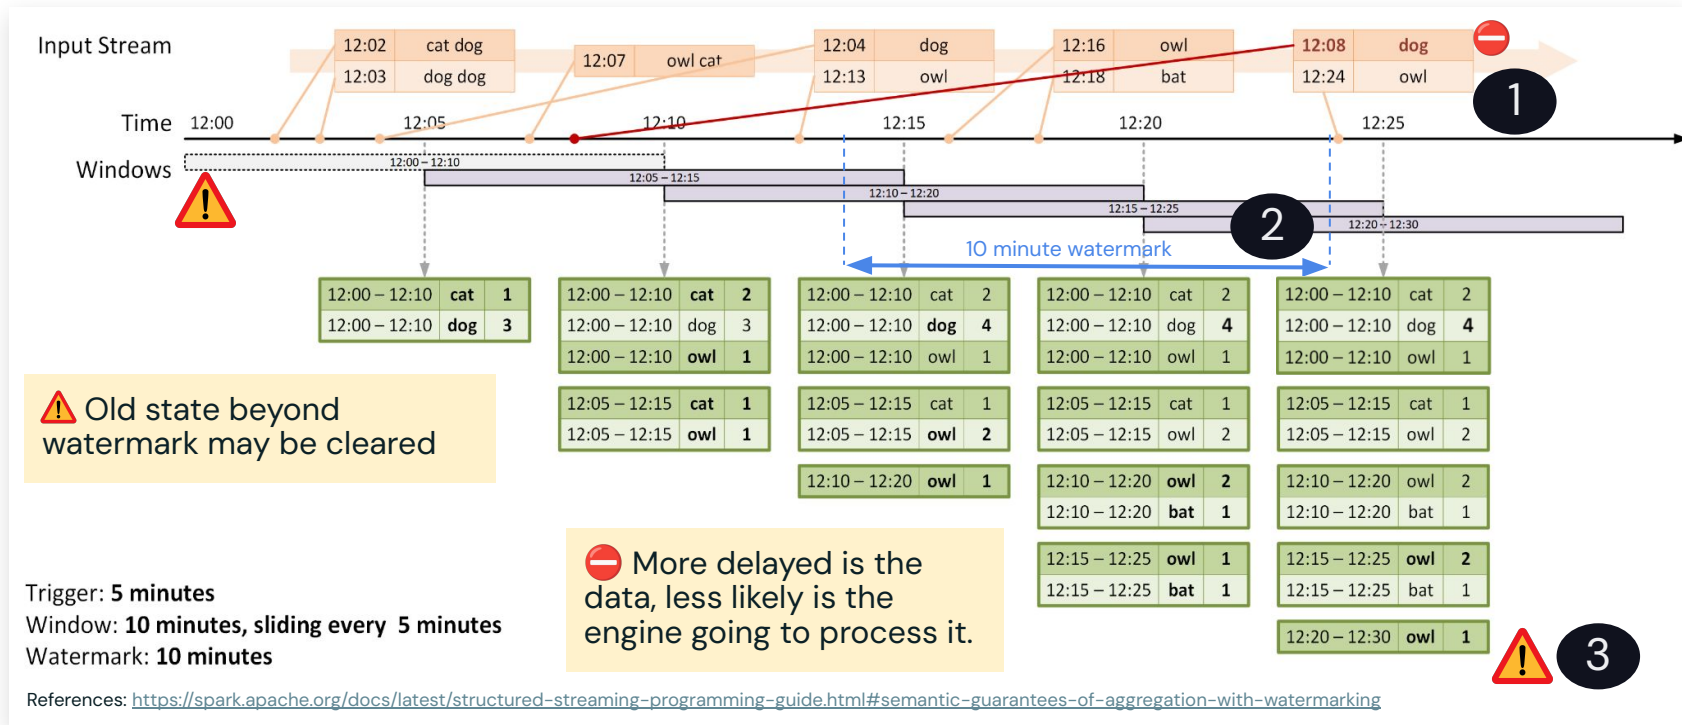 Input Stream
12:02 cat dog
12:03 dog dog
12:07 owl cat
12:04 dog
12:13 owl
12:16 owl
12:18 bat
12:08 dog
12:24 owl
1
Time 12:00 12:05 12:10 12:15 12:20 12:25
Windows
12:00 – 12:10
12:05 – 12:15
12:10 – 12:20
12:15 – 12:25
12:20 – 12:30
2
10 minute watermark
12:00 – 12:10 cat 1
12:00 – 12:10 dog 3
12:00 – 12:10 cat 2
12:00 – 12:10 dog 3
12:00 – 12:10 owl 1
12:05 – 12:15 cat 1
12:05 – 12:15 owl 1
12:00 – 12:10 cat 2
12:00 – 12:10 dog 4
12:00 – 12:10 owl 1
12:05 – 12:15 cat 1
12:05 – 12:15 owl 2
12:10 – 12:20 owl 1
12:00 – 12:10 cat 2
12:00 – 12:10 dog 4
12:00 – 12:10 owl 1
12:05 – 12:15 cat 1
12:05 – 12:15 owl 2
12:10 – 12:20 owl 2
12:10 – 12:20 bat 1
12:15 – 12:25 owl 1
12:15 – 12:25 bat 1
12:00 – 12:10 cat 2
12:00 – 12:10 dog 4
12:00 – 12:10 owl 1
12:05 – 12:15 cat 1
12:05 – 12:15 owl 2
12:10 – 12:20 owl 2
12:10 – 12:20 bat 1
12:15 – 12:25 owl 2
12:15 – 12:25 bat 1
12:20 – 12:30 owl 1
3
Old state beyond
watermark may be cleared
More delayed is the
data, less likely is the
engine going to process it.
Trigger: 5 minutes
Window: 10 minutes, sliding every 5 minutes
Watermark: 10 minutes
References: https://spark.apache.org/docs/latest/structured-streaming-programming-guide.html#semantic-guarantees-of-aggregation-with-watermarking